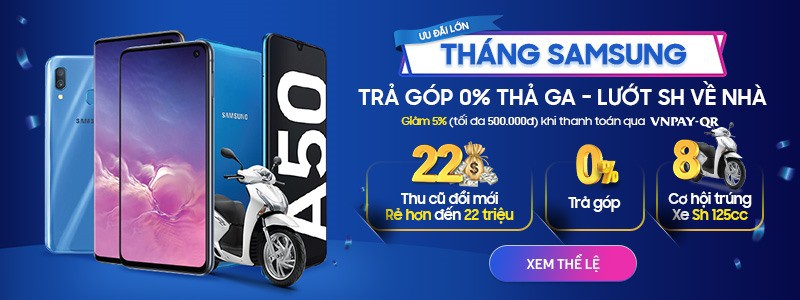 ƯU ĐÃI LỚN
THÁNG SAMSUNG
TRẢ GÓP 0% THẢ GA - LƯỚT SH VỀ NHÀ
Giảm 5% (tối đa 500.000đ) khi thanh toán qua VNPAY-QR
22
Thu cũ đổi mới
Rẻ hơn đến 22 triệu
0%
Trả góp
8
Cơ hội trúng
Xe Sh 125cc
XEM THỂ LỆ
SAMSUNG
SAMSUNG
A50